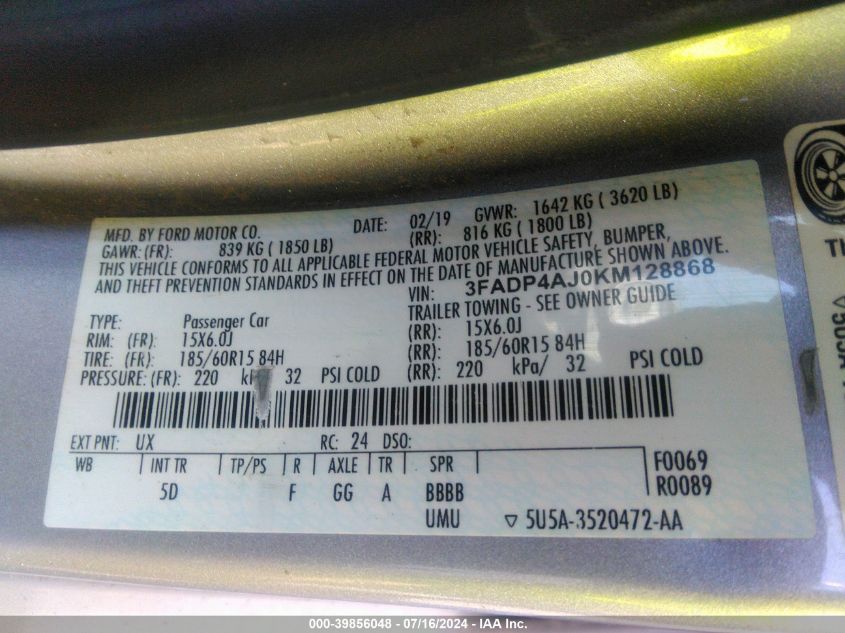 MFD. BY FORD MOTOR CO. DATE: 02/19 GVWR: 1642 KG ( 3620 LB)
GAWR: (FR): 839 KG ( 1850 LB) (RR): 816 KG ( 1800 LB)
THIS VEHICLE CONFORMS TO ALL APPLICABLE FEDERAL MOTOR VEHICLE SAFETY, BUMPER,
AND THEFT PREVENTION STANDARDS IN EFFECT ON THE DATE OF MANUFACTURE SHOWN ABOVE.
VIN: 3FADP4AJ0KM128868
TRAILER TOWING - SEE OWNER GUIDE
TYPE: Passenger Car
RIM: (FR): 15X6.0J (RR): 15X6.0J
TIRE: (FR): 185/60R15 84H (RR): 185/60R15 84H
PRESSURE: (FR): 220 32 PSI COLD (RR): 220 kPa/ 32 PSI COLD
EXT PNT: UX RC: 24 DSO:
WB INT TR TP/PS R AXLE TR SPR F0069
5D F GG A BBBB R0089
UMU 5U5A-3520472-AA
000-39856048 - 07/16/2024 - IAA Inc.